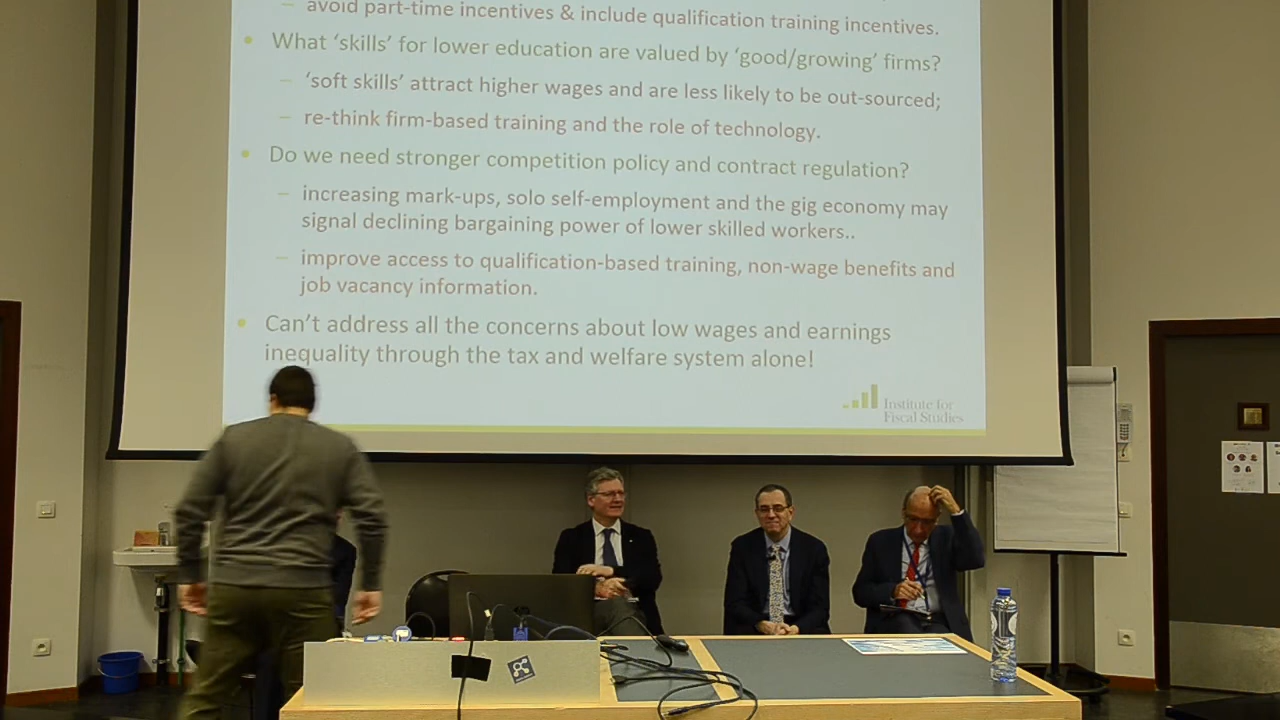 – avoid part-time incentives & include qualification training incentives.
• What ‘skills’ for lower education are valued by ‘good/growing’ firms?
– ‘soft skills’ attract higher wages and are less likely to be out-sourced;
– re-think firm-based training and the role of technology.
• Do we need stronger competition policy and contract regulation?
– increasing mark-ups, solo self-employment and the gig economy may
signal declining bargaining power of lower skilled workers..
– improve access to qualification-based training, non-wage benefits and
job vacancy information.
• Can’t address all the concerns about low wages and earnings
inequality through the tax and welfare system alone!
Institute for
Fiscal Studies